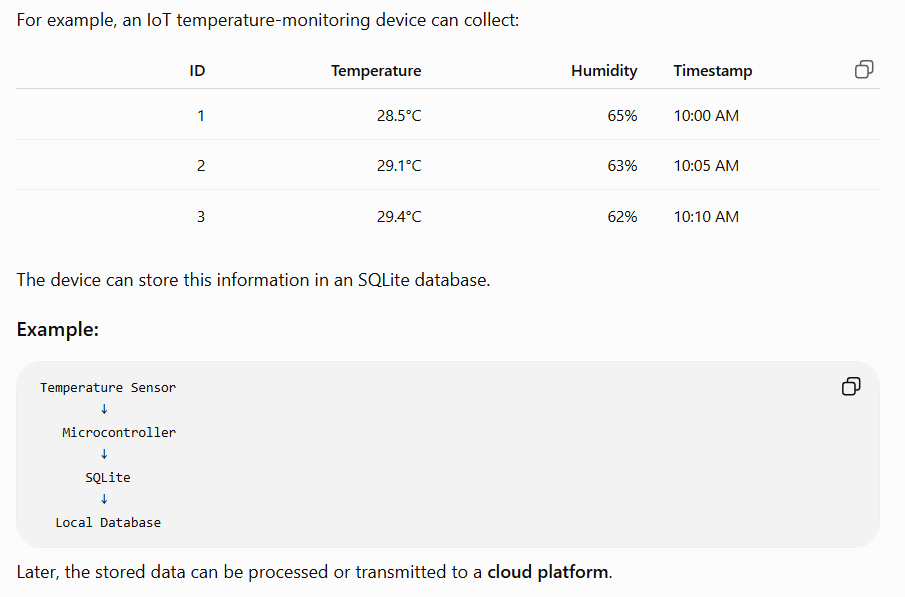 For example, an IoT temperature-monitoring device can collect:
ID Temperature Humidity Timestamp
1 28.5°C 65% 10:00 AM
2 29.1°C 63% 10:05 AM
3 29.4°C 62% 10:10 AM
The device can store this information in an SQLite database.
Example:
Temperature Sensor
↓
Microcontroller
↓
SQLite
↓
Local Database
Later, the stored data can be processed or transmitted to a cloud platform.